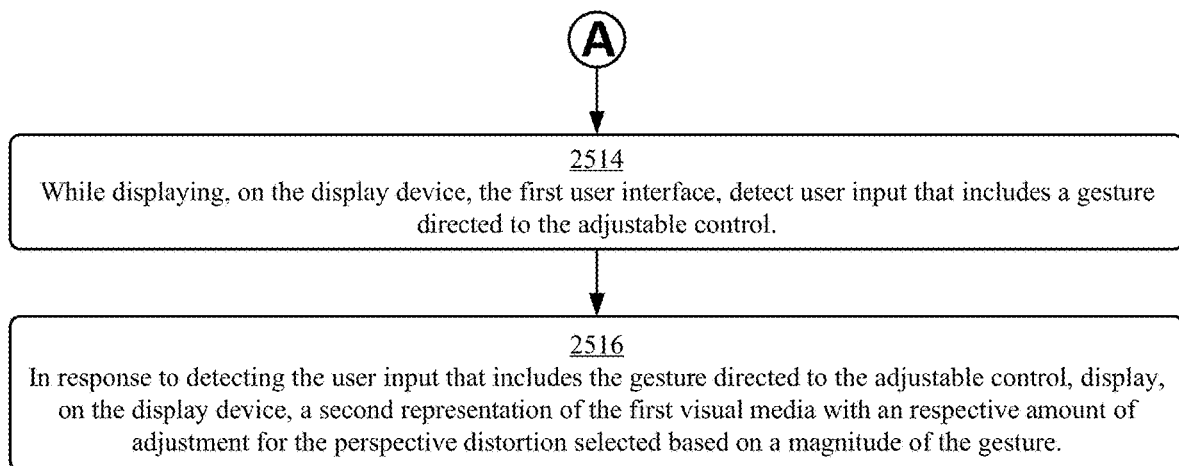 A
2514
While displaying, on the display device, the first user interface, detect user input that includes a gesture
directed to the adjustable control.
2516
In response to detecting the user input that includes the gesture directed to the adjustable control, display,
on the display device, a second representation of the first visual media with an respective amount of
adjustment for the perspective distortion selected based on a magnitude of the gesture.